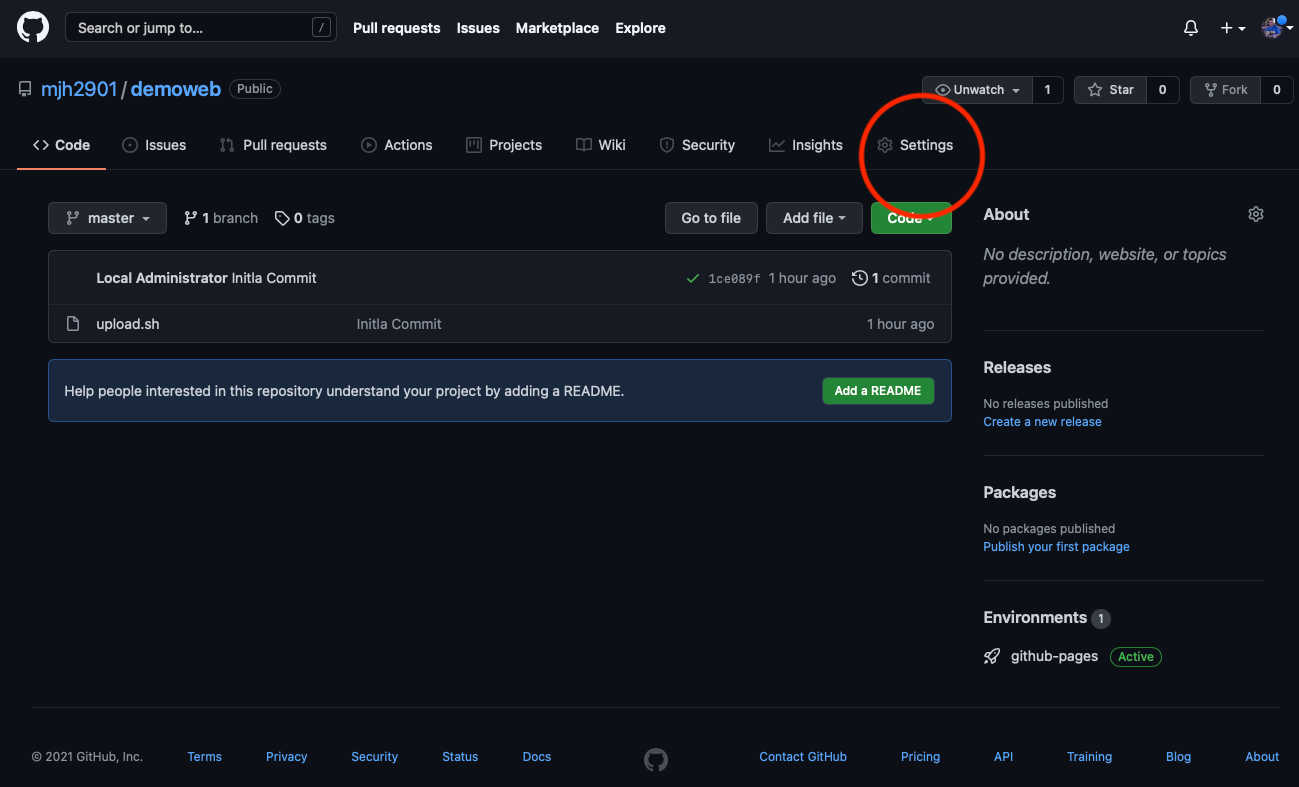 Search or jump to... / Pull requests Issues Marketplace Explore
mjh2901 / demoweb Public Unwatch 1 Star 0 Fork 0
Code Issues Pull requests Actions Projects Wiki Security Insights Settings
master 1 branch 0 tags Go to file Add file Code
About
No description, website, or topics
provided.
Local Administrator Initla Commit 1ce089f 1 hour ago 1 commit
upload.sh Initla Commit 1 hour ago
Help people interested in this repository understand your project by adding a README. Add a README
Releases
No releases published
Create a new release
Packages
No packages published
Publish your first package
Environments 1
github-pages Active
© 2021 GitHub, Inc. Terms Privacy Security Status Docs Contact GitHub Pricing API Training Blog About